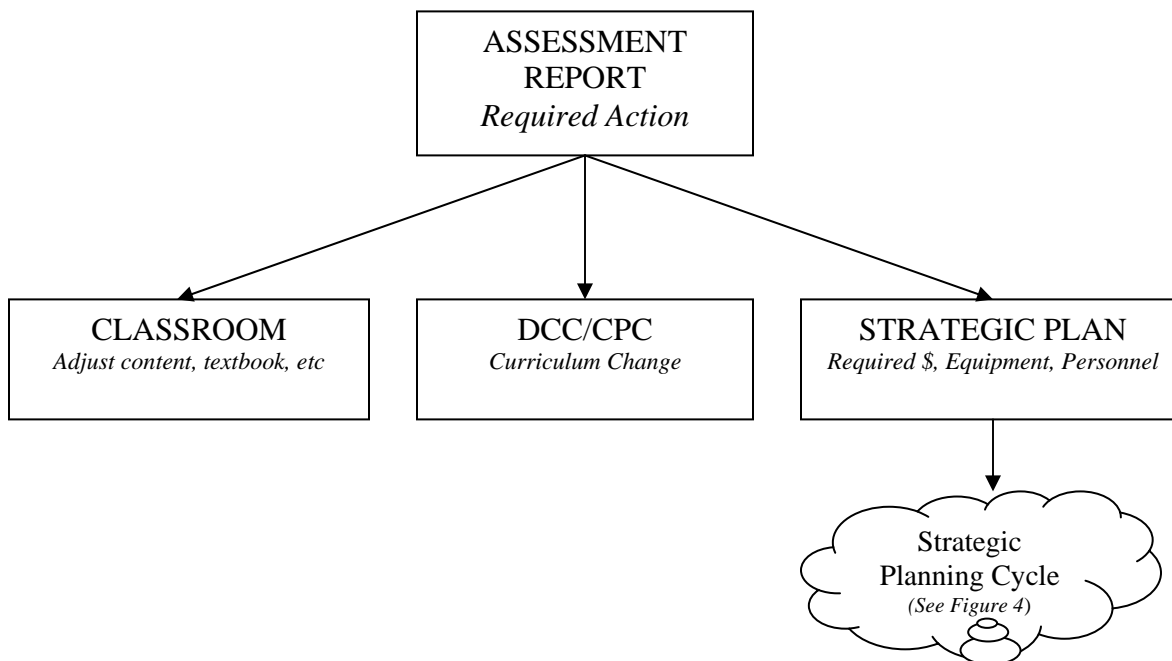 ASSESSMENT
REPORT
Required Action
CLASSROOM
Adjust content, textbook, etc
DCC/CPC
Curriculum Change
STRATEGIC PLAN
Required $, Equipment, Personnel
Strategic
Planning Cycle
(See Figure 4)